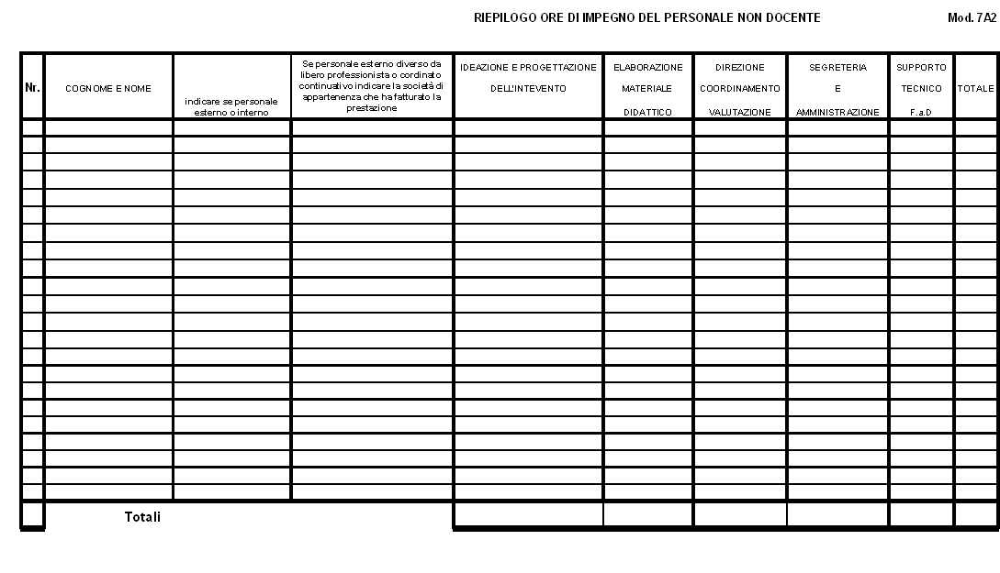 RIEPILOGO ORE DI IMPEGNO DEL PERSONALE NON DOCENTE
Mod. 7A2
Nr.
COGNOME E NOME
indicare se personale
esterno o interno
Se personale esterno diverso da
libero professionista o cordinato
continuativo indicare la società di
appartenenza che ha fatturato la
prestazione
IDEAZIONE E PROGETTAZIONE
DELL'INTEVENTO
ELABORAZIONE
MATERIALE
DIDATTICO
DIREZIONE
COORDINAMENTO
VALUTAZIONE
SEGRETERIA
E
AMMINISTRAZIONE
SUPPORTO
TECNICO
F.a.D
TOTALE
Totali